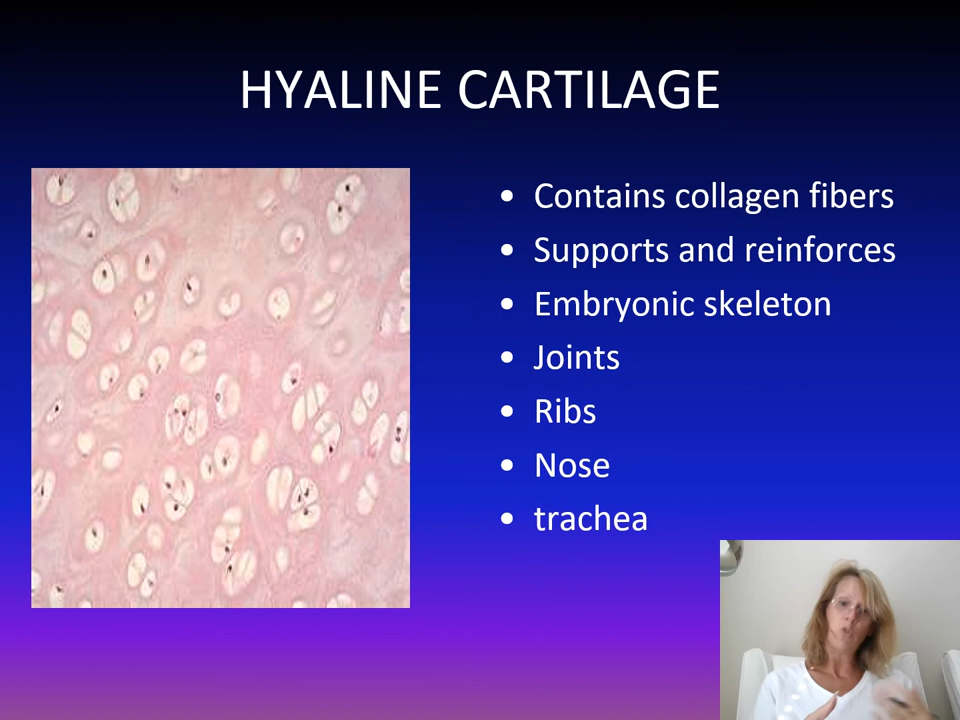 HYALINE CARTILAGE
• Contains collagen fibers
• Supports and reinforces
• Embryonic skeleton
• Joints
• Ribs
• Nose
• trachea